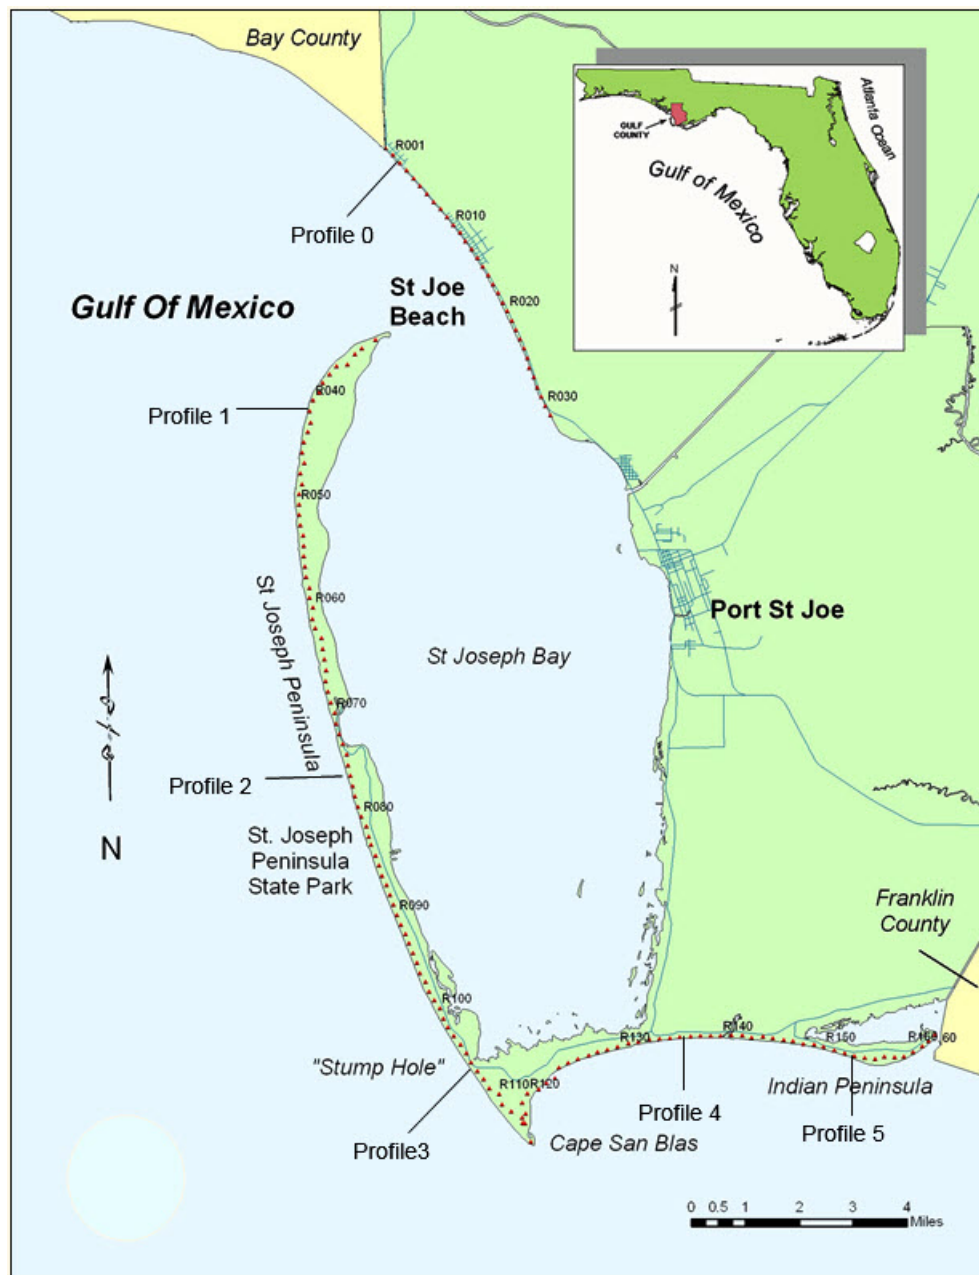 Bay County
Atlanta Ocean
GULF
COUNTY
Gulf of Mexico
N
R001
Profile 0
R010
Gulf Of Mexico
St Joe
Beach
R020
R030
R040
Profile 1
R050
R060
St Joseph Peninsula
Port St Joe
St Joseph Bay
R070
Profile 2
R080
N
St. Joseph
Peninsula
State Park
R090
Franklin
County
R100
R130
R140
R150
"Stump Hole"
R110
R120
Indian Peninsula
Profile 4
Profile 5
Profile3
Cape San Blas
0 0.5 1 2 3 4
Miles